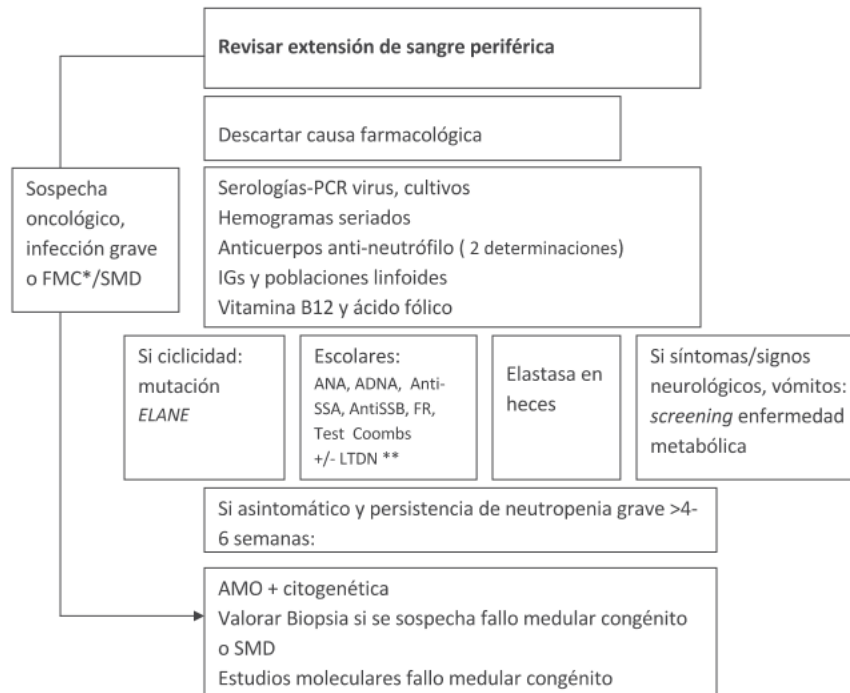 Revisar extensión de sangre periférica
Descartar causa farmacológica
Sospecha
oncológico,
infección grave
o FMC*/SMD
Serologías-PCR virus, cultivos
Hemogramas seriados
Anticuerpos anti-neutrófilo ( 2 determinaciones)
IGs y poblaciones linfoides
Vitamina B12 y ácido fólico
Si ciclicidad:
mutación
ELANE
Escolares:
ANA, ADNA, Anti-
SSA, AntiSSB, FR,
Test Coombs
+/- LTDN **
Elastasa en
heces
Si síntomas/signos
neurológicos, vómitos:
screening enfermedad
metabólica
Si asintomático y persistencia de neutropenia grave >4-
6 semanas:
AMO + citogenética
Valorar Biopsia si se sospecha fallo medular congénito
o SMD
Estudios moleculares fallo medular congénito